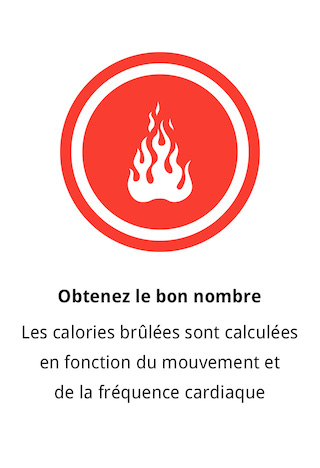 Obtenez le bon nombre
Les calories brûlées sont calculées
en fonction du mouvement et
de la fréquence cardiaque